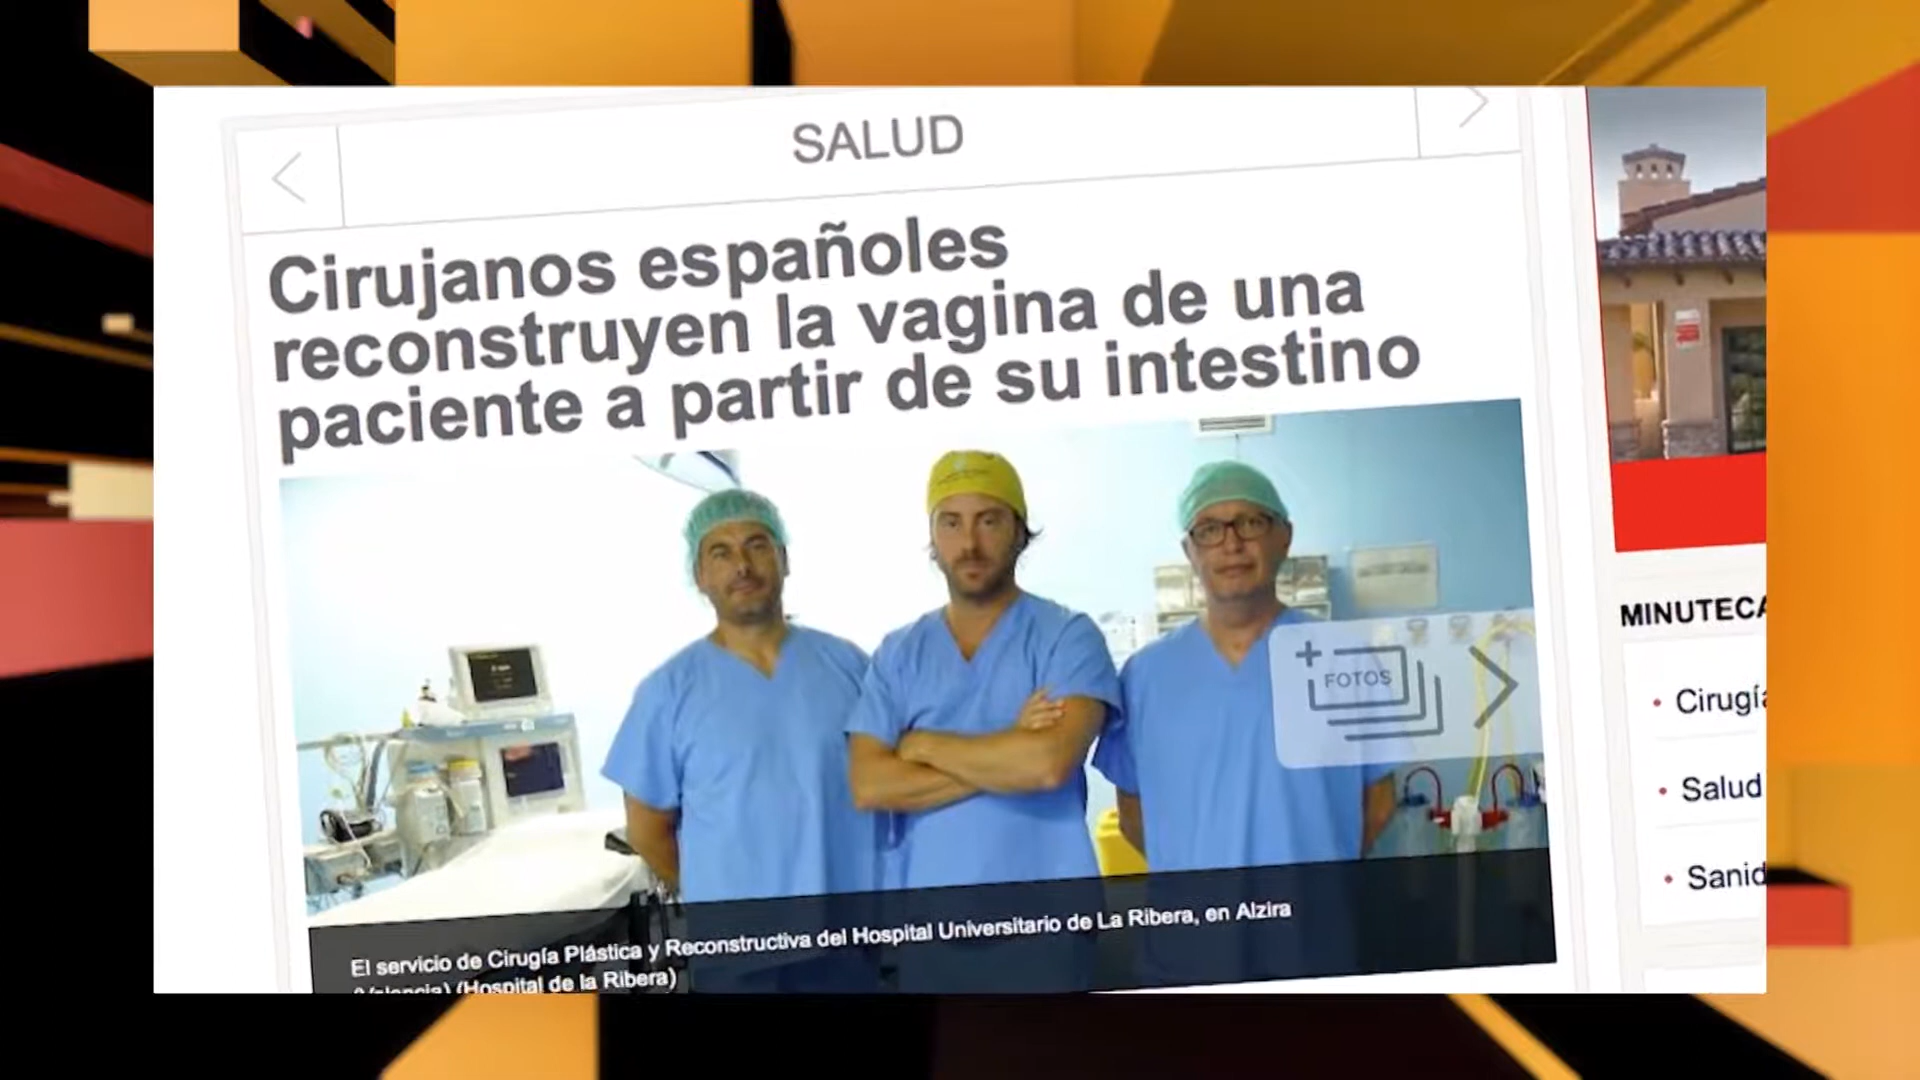 SALUD
Cirujanos españoles
reconstruyen la vagina de una
paciente a partir de su intestino
FOTOS
El servicio de Cirugía Plástica y Reconstructiva del Hospital Universitario de La Ribera, en Alzira
(Hospital de la Ribera)
MINUTECA
Cirugía
Salud
Sanid